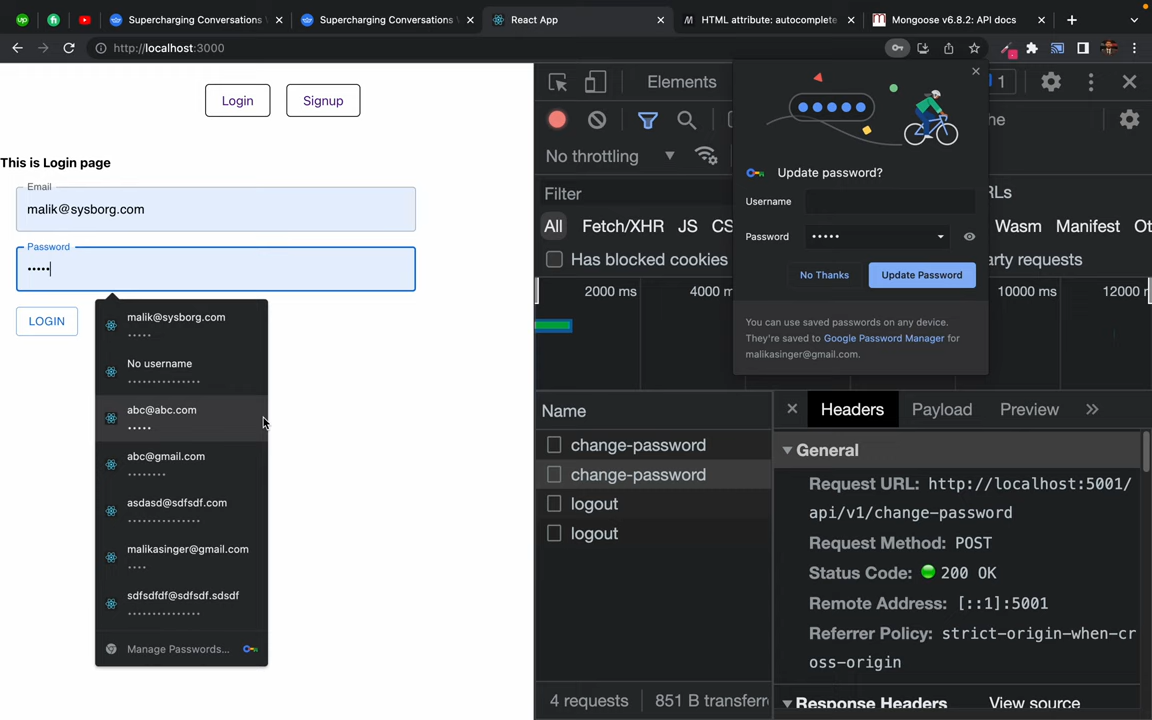 Supercharging Conversations
Supercharging Conversations
React App
HTML attribute: autocomplete
Mongoose v6.8.2: API docs
http://localhost:3000
Login
Signup
This is Login page
Email
malik@sysborg.com
Password
•••••
LOGIN
malik@sysborg.com
•••••
No username
•••••••••••••••
abc@abc.com
•••••
abc@gmail.com
••••••••
asdasd@sdfsdf.com
•••••••••••••••
malikasinger@gmail.com
••••
sdfsdfdf@sdfsdf.sdsdf
•••••••••••••••
Manage Passwords...
Elements
1
No throttling
Filter
All
Fetch/XHR
JS
Wasm
Manifest
Has blocked cookies
2000 ms
10000 ms
Update password?
Username
Password
•••••
No Thanks
Update Password
You can use saved passwords on any device.
They're saved to Google Password Manager for
malikasinger@gmail.com.
Name
change-password
change-password
logout
logout
4 requests
Headers
Payload
Preview
General
Request URL: http://localhost:5001/
api/v1/change-password
Request Method: POST
Status Code: 200 OK
Remote Address: [::1]:5001
Referrer Policy: strict-origin-when-cr
oss-origin
Response Headers
View source